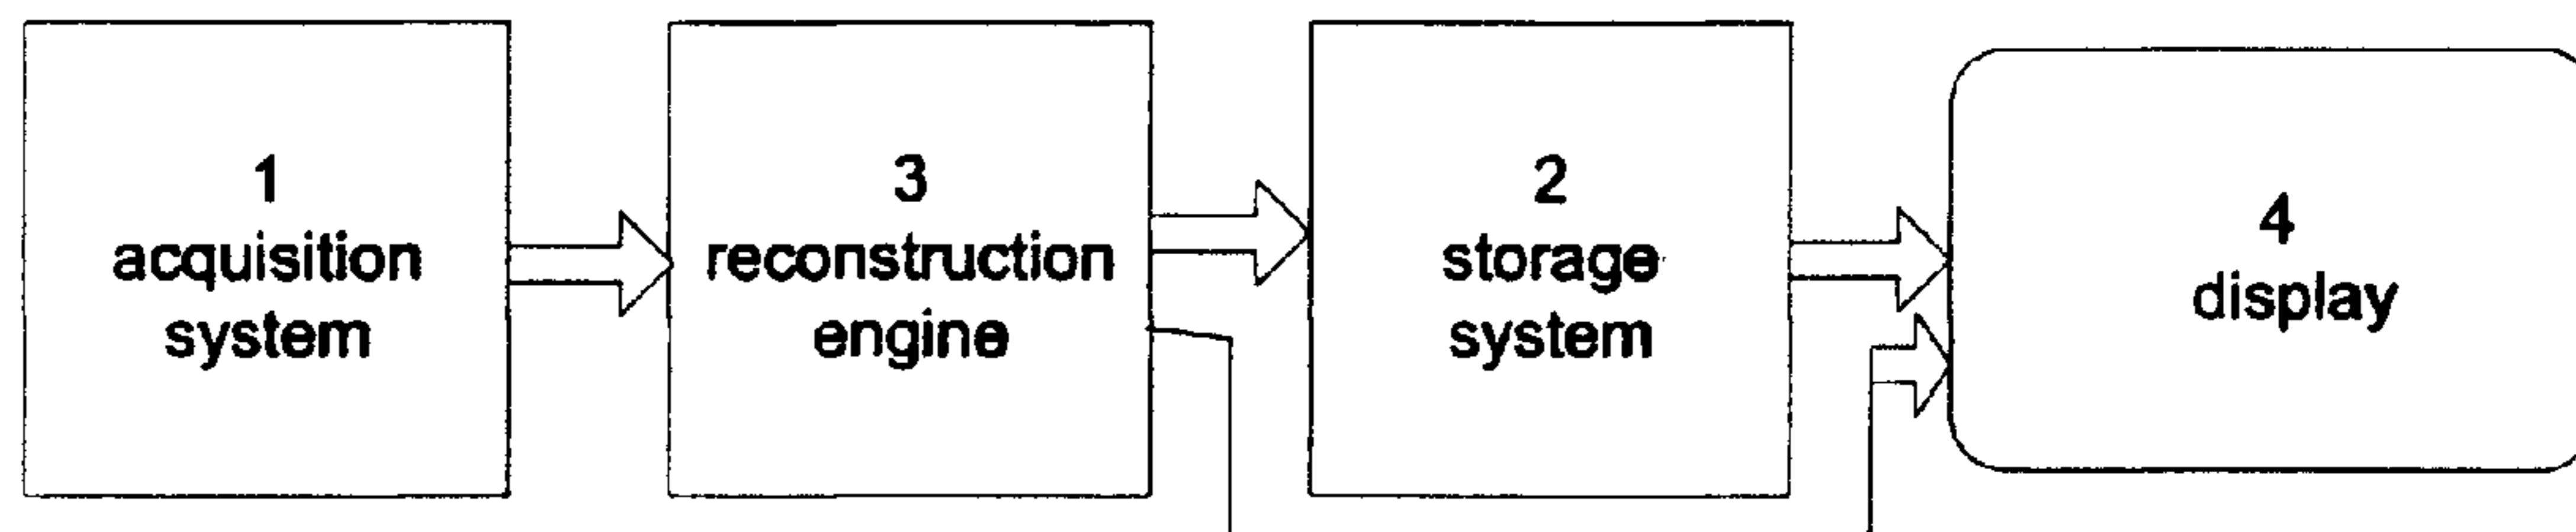 1
acquisition
system
3
reconstruction
engine
2
storage
system
4
display